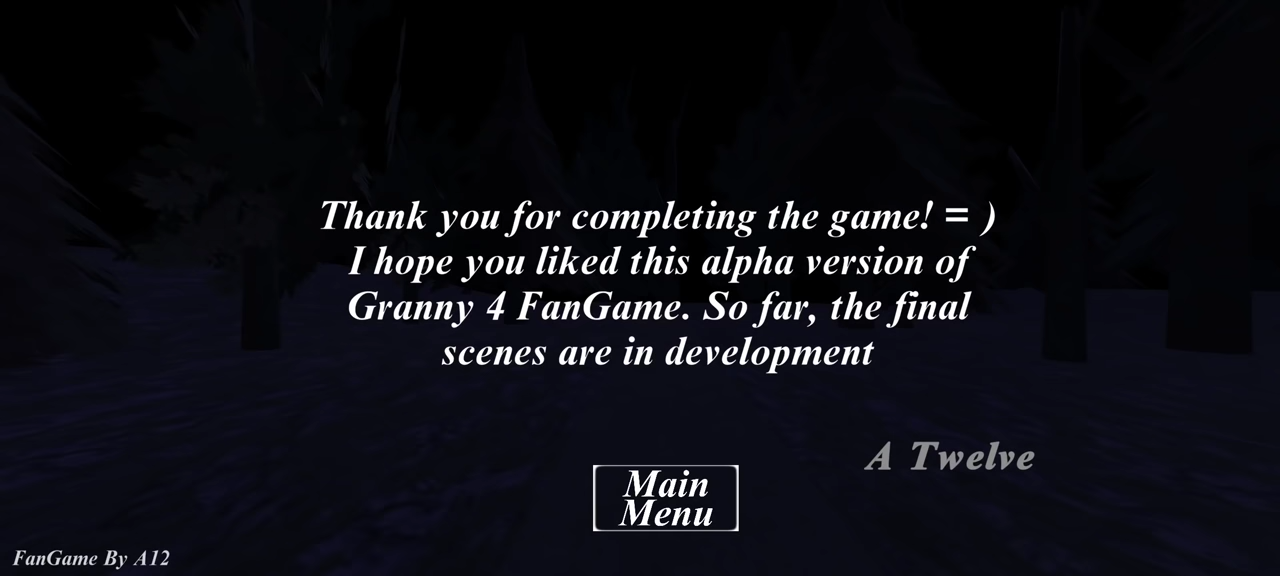 Thank you for completing the game! = )
I hope you liked this alpha version of
Granny 4 FanGame. So far, the final
scenes are in development
A Twelve
Main
Menu
FanGame By A12